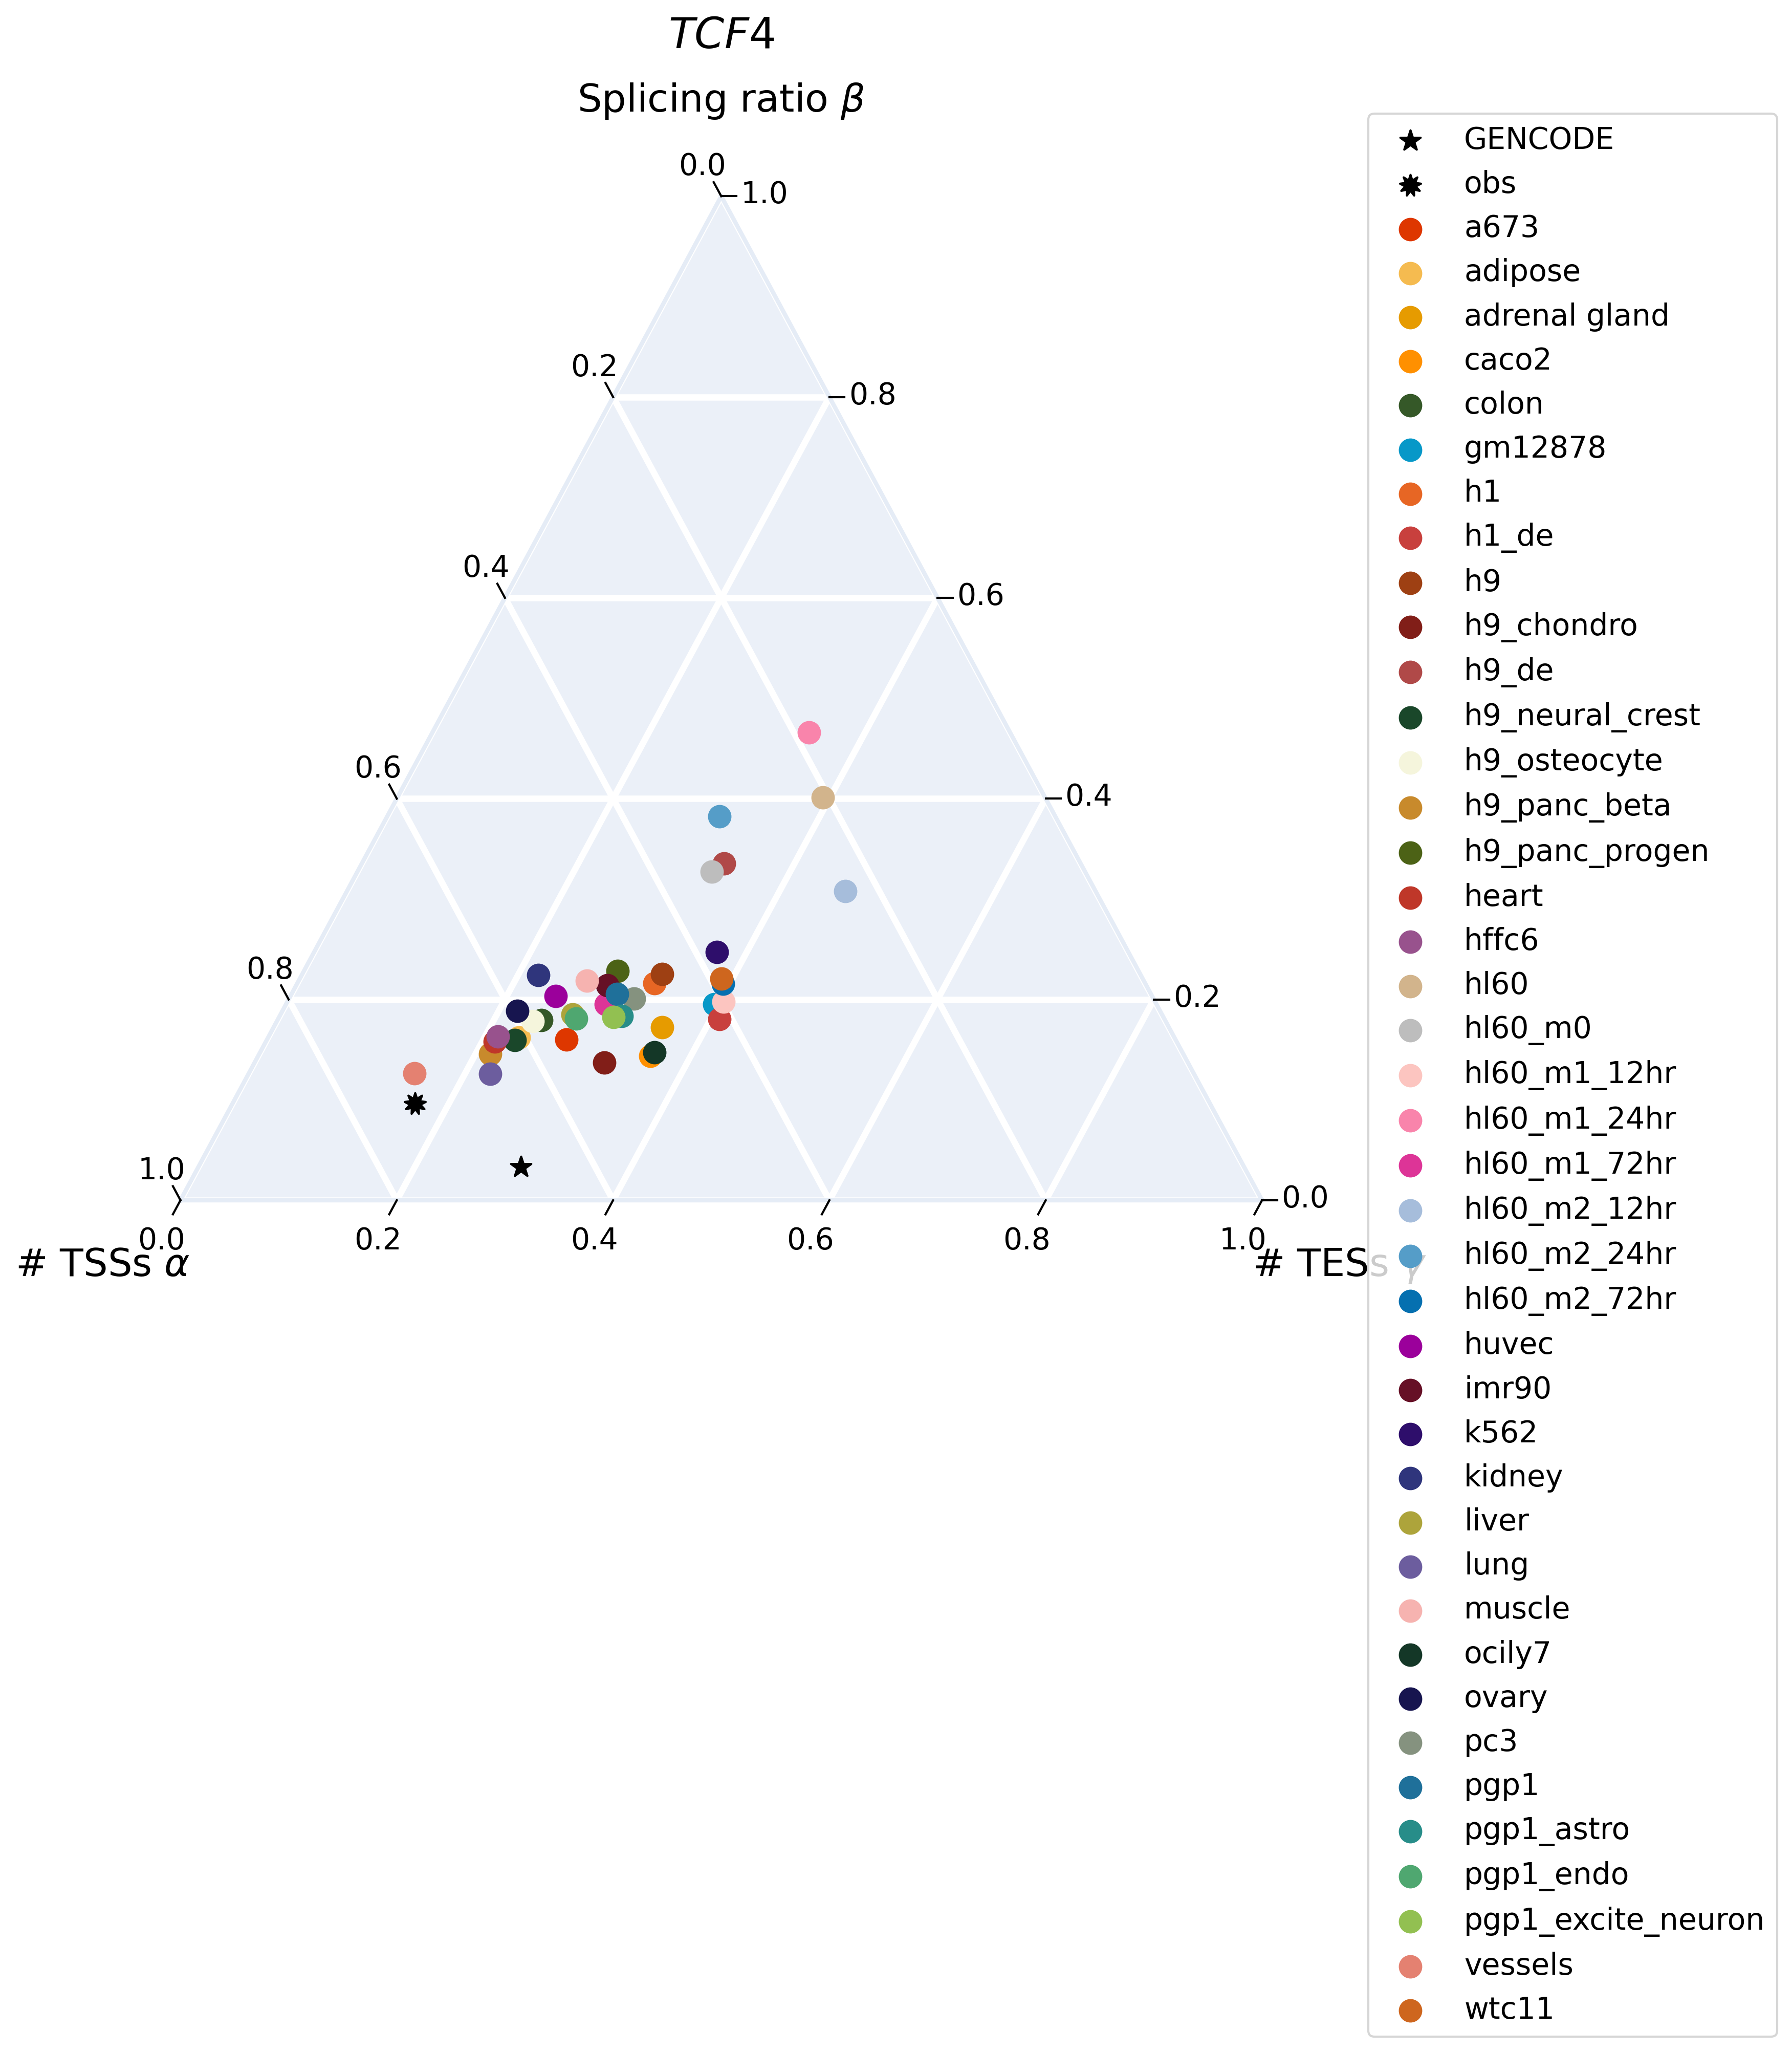 TCF4
Splicing ratio β
0.0
1.0
0.2
0.8
0.4
0.6
0.6
0.4
0.8
0.2
1.0
0.0
0.0
0.2
0.4
0.6
0.8
1.0
# TSSs α
# TESs γ
GENCODE
obs
a673
adipose
adrenal gland
caco2
colon
gm12878
h1
h1_de
h9
h9_chondro
h9_de
h9_neural_crest
h9_osteocyte
h9_panc_beta
h9_panc_progen
heart
hffc6
hl60
hl60_m0
hl60_m1_12hr
hl60_m1_24hr
hl60_m1_72hr
hl60_m2_12hr
hl60_m2_24hr
hl60_m2_72hr
huvec
imr90
k562
kidney
liver
lung
muscle
ocily7
ovary
pc3
pgp1
pgp1_astro
pgp1_endo
pgp1_excite_neuron
vessels
wtc11